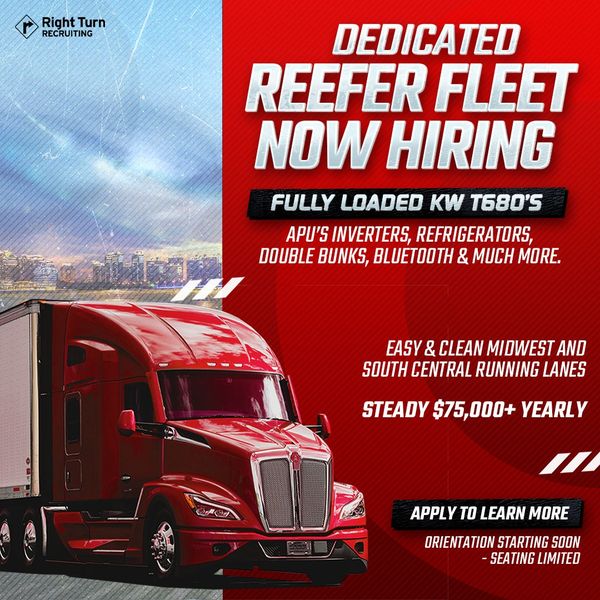 Right Turn
RECRUITING
DEDICATED
REEFER FLEET
NOW HIRING
FULLY LOADED KW T680'S
APU'S INVERTERS, REFRIGERATORS,
DOUBLE BUNKS, BLUETOOTH & MUCH MORE.
EASY & CLEAN MIDWEST AND
SOUTH CENTRAL RUNNING LANES
STEADY $75,000+ YEARLY
APPLY TO LEARN MORE
ORIENTATION STARTING SOON
- SEATING LIMITED